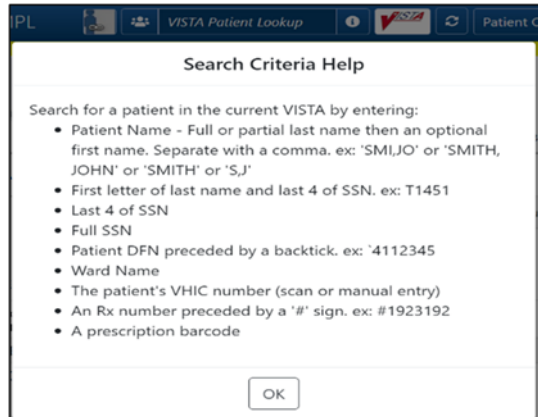 IPL VISTA Patient Lookup VISTA Patient
Search Criteria Help
Search for a patient in the current VISTA by entering:
• Patient Name - Full or partial last name then an optional
first name. Separate with a comma. ex: 'SMI,JO' or 'SMITH,
JOHN' or 'SMITH' or 'S,J'
• First letter of last name and last 4 of SSN. ex: T1451
• Last 4 of SSN
• Full SSN
• Patient DFN preceded by a backtick. ex: `4112345
• Ward Name
• The patient's VHIC number (scan or manual entry)
• An Rx number preceded by a '#' sign. ex: #1923192
• A prescription barcode
OK